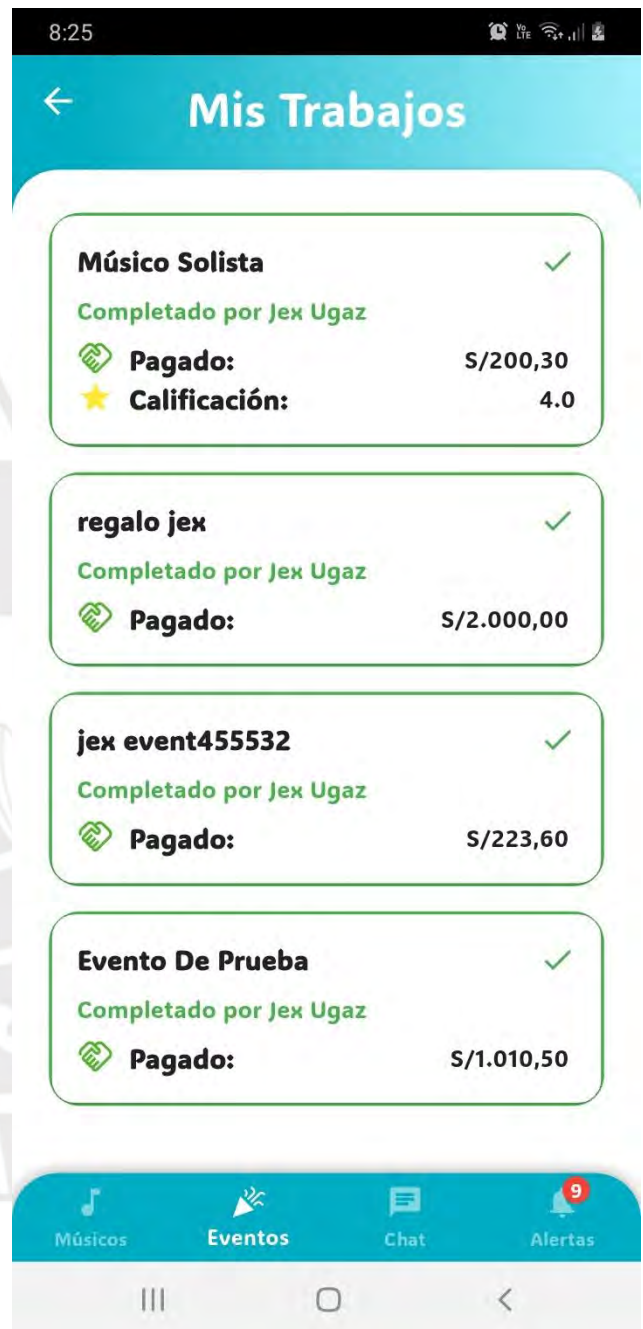 8:25
Vo LTE
Mis Trabajos
Músico Solista
Completado por Jex Ugaz
Pagado: S/200,30
Calificación: 4.0
regalo jex
Completado por Jex Ugaz
Pagado: S/2.000,00
jex event455532
Completado por Jex Ugaz
Pagado: S/223,60
Evento De Prueba
Completado por Jex Ugaz
Pagado: S/1.010,50
9
Músicos Eventos Chat Alertas